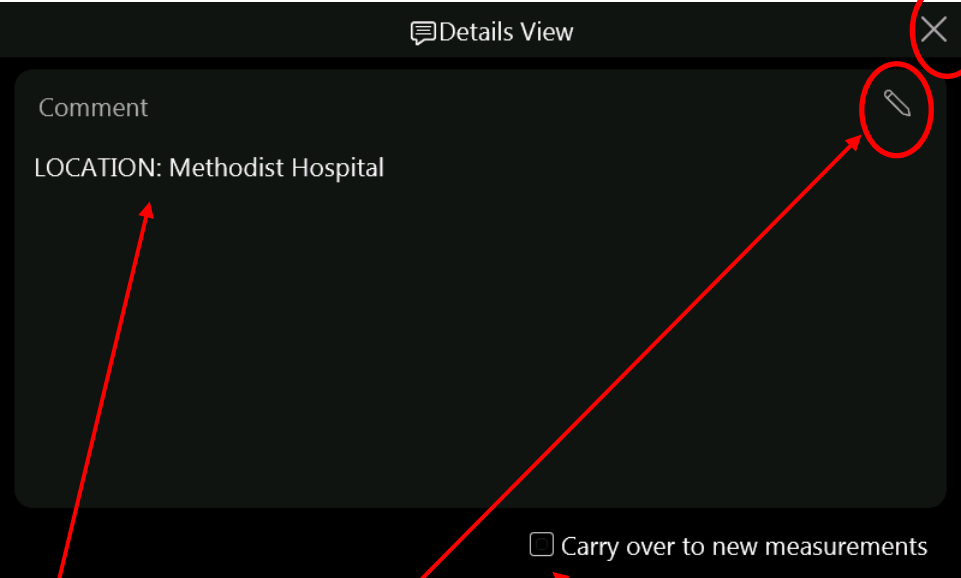 Details View
Comment
LOCATION: Methodist Hospital
Carry over to new measurements